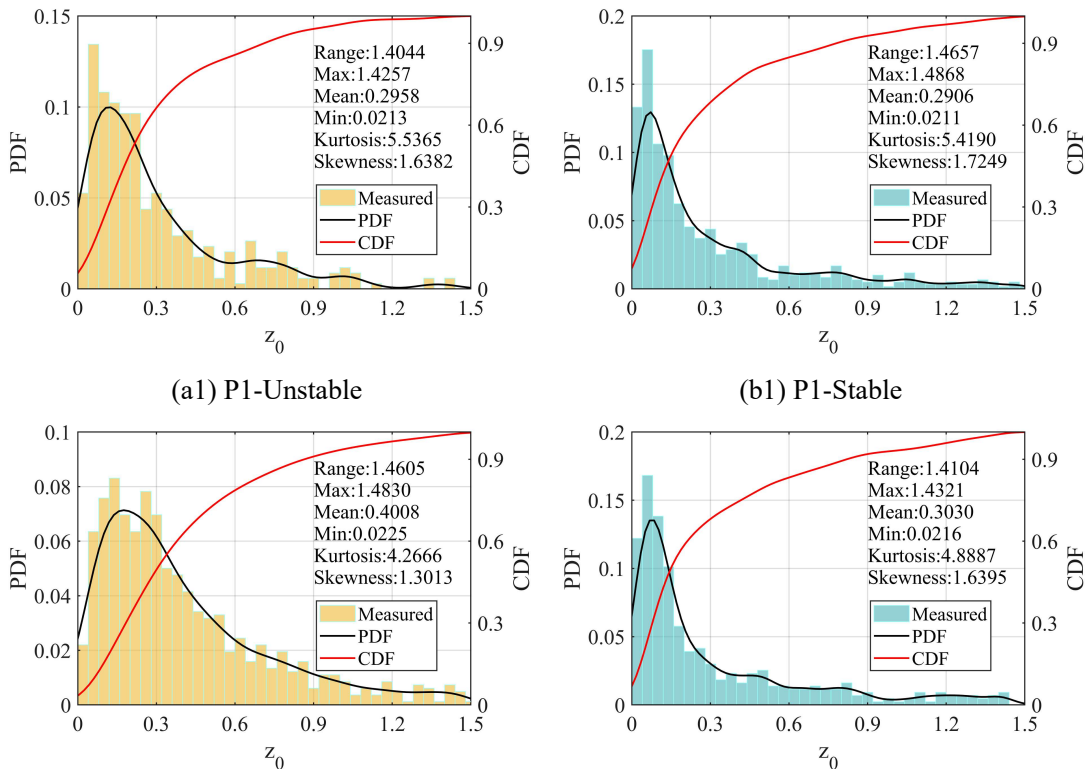 0.15
0.1
0.05
0
PDF
0.9
0.6
0.3
0
CDF
Range:1.4044
Max:1.4257
Mean:0.2958
Min:0.0213
Kurtosis:5.5365
Skewness:1.6382
Measured
PDF
CDF
0 0.3 0.6 0.9 1.2 1.5
z0
(a1) P1-Unstable
0.2
0.15
0.1
0.05
0
PDF
0.9
0.6
0.3
0
CDF
Range:1.4657
Max:1.4868
Mean:0.2906
Min:0.0211
Kurtosis:5.4190
Skewness:1.7249
Measured
PDF
CDF
0 0.3 0.6 0.9 1.2 1.5
z0
(b1) P1-Stable
0.1
0.08
0.06
0.04
0.02
0
PDF
0.9
0.6
0.3
0
CDF
Range:1.4605
Max:1.4830
Mean:0.4008
Min:0.0225
Kurtosis:4.2666
Skewness:1.3013
Measured
PDF
CDF
0 0.3 0.6 0.9 1.2 1.5
z0
0.2
0.15
0.1
0.05
0
PDF
0.9
0.6
0.3
0
CDF
Range:1.4104
Max:1.4321
Mean:0.3030
Min:0.0216
Kurtosis:4.8887
Skewness:1.6395
Measured
PDF
CDF
0 0.3 0.6 0.9 1.2 1.5
z0